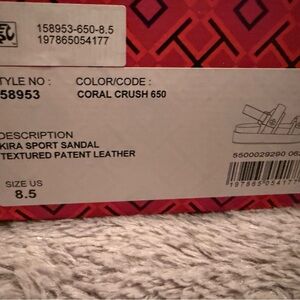 158953-650-8.5
197865054177
STYLE NO :
COLOR/CODE :
58953
CORAL CRUSH 650
DESCRIPTION
KIRA SPORT SANDAL
TEXTURED PATENT LEATHER
5500029290
SIZE US
8.5